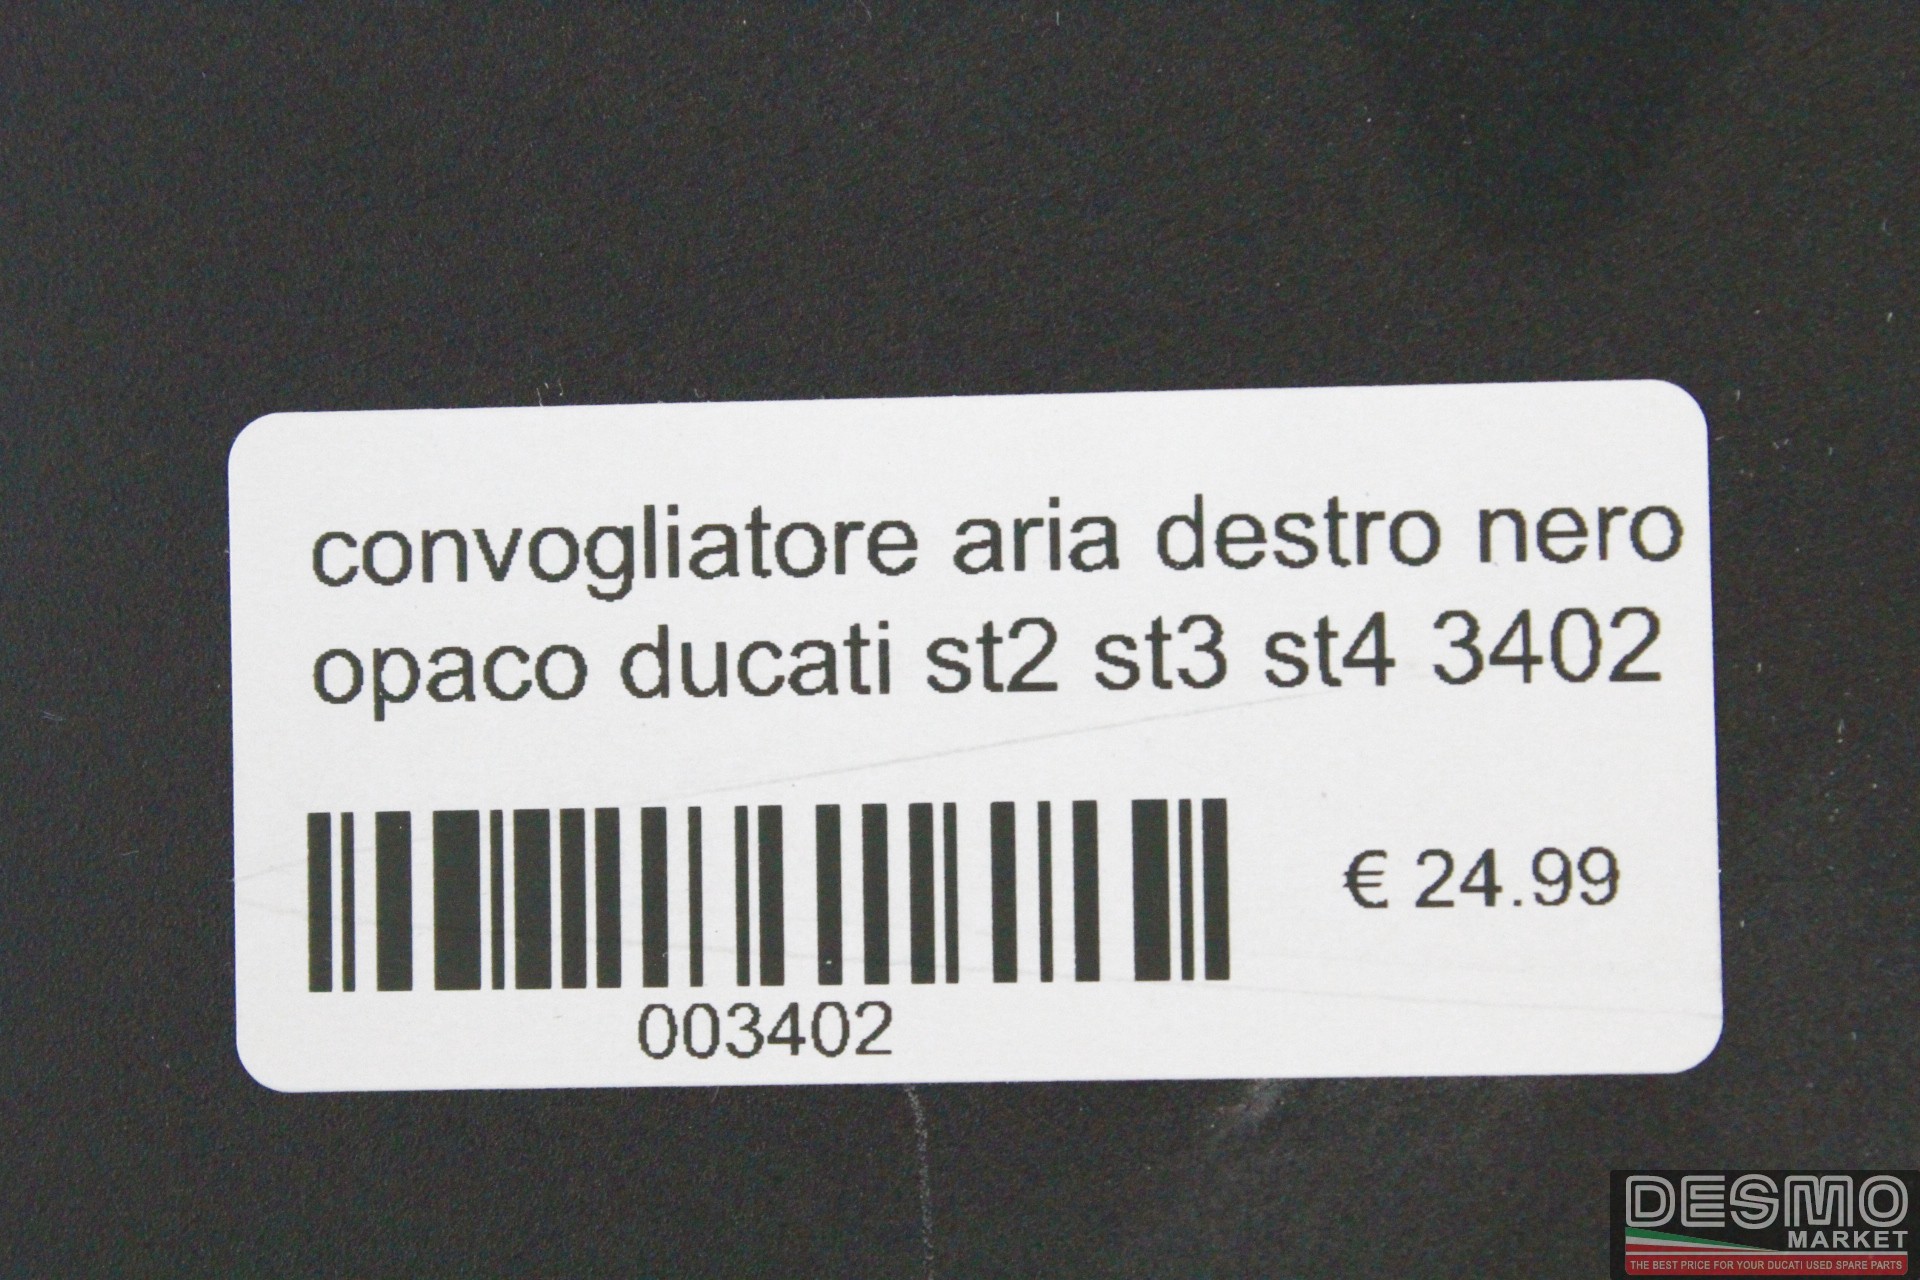 convogliatore aria destro nero
opaco ducati st2 st3 st4 3402
€ 24.99
003402
DESMO
MARKET
THE BEST PRICE FOR YOUR DUCATI USED SPARE PARTS